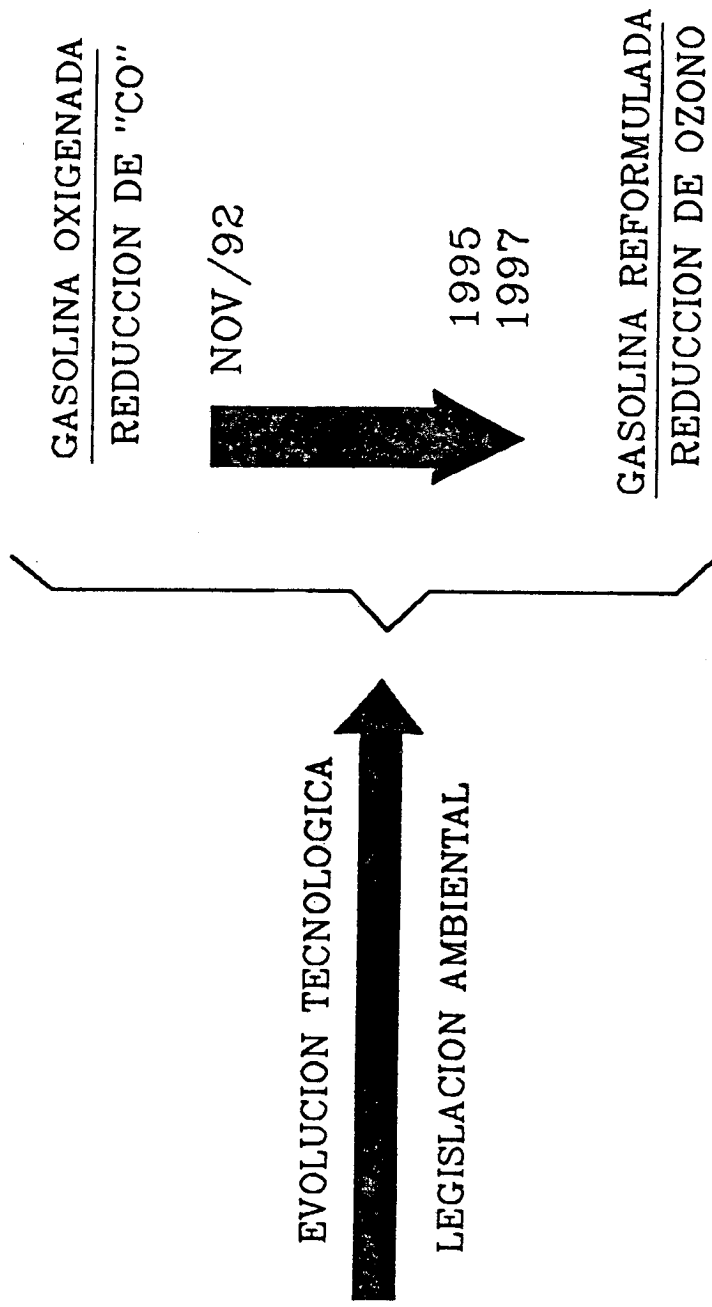 EVOLUCION TECNOLOGICA
LEGISLACION AMBIENTAL
GASOLINA OXIGENADA
REDUCCION DE "CO"
NOV/92
1995
1997
GASOLINA REFORMULADA
REDUCCION DE OZONO